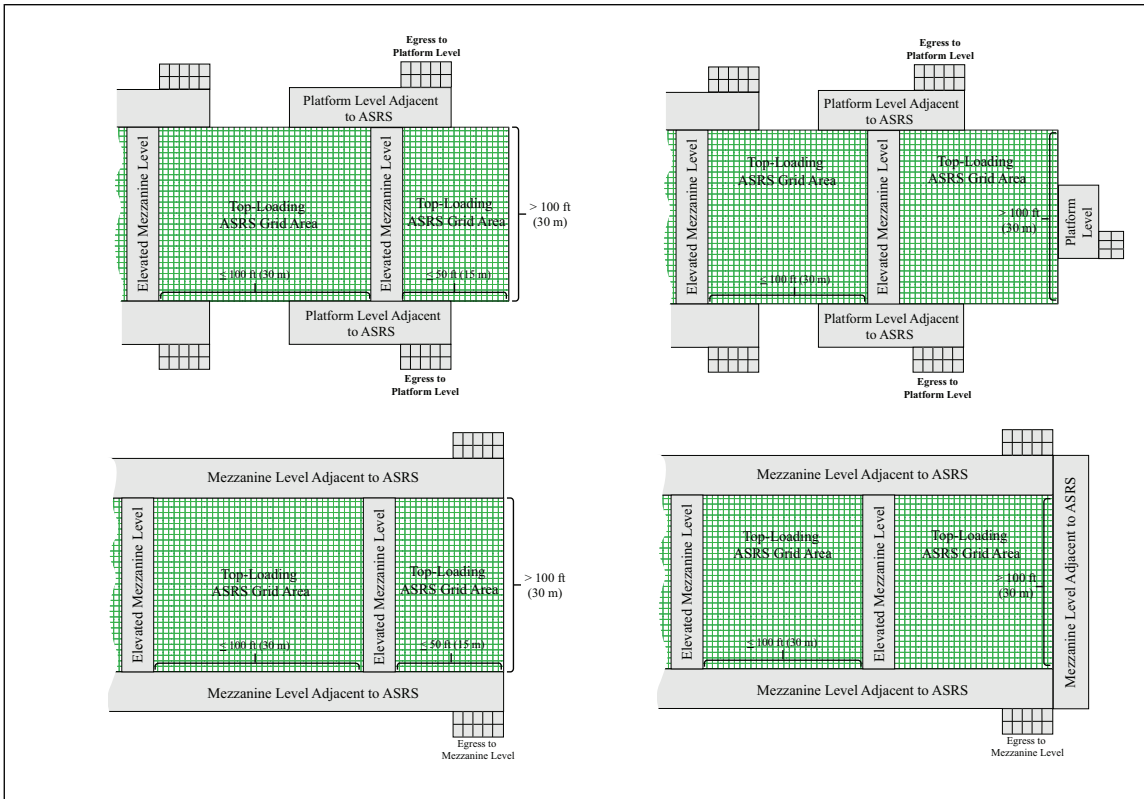 Egress to
Platform Level
Platform Level Adjacent
to ASRS
Elevated Mezzanine Level
Top-Loading
ASRS Grid Area
≤ 100 ft (30 m)
Elevated Mezzanine Level
Top-Loading
ASRS Grid Area
≤ 50 ft (15 m)
> 100 ft
(30 m)
Platform Level Adjacent
to ASRS
Egress to
Platform Level
Egress to
Platform Level
Platform Level Adjacent
to ASRS
Elevated Mezzanine Level
Top-Loading
ASRS Grid Area
≤ 100 ft (30 m)
Elevated Mezzanine Level
Top-Loading
ASRS Grid Area
> 100 ft
(30 m)
Platform
Level
Platform Level Adjacent
to ASRS
Egress to
Platform Level
Mezzanine Level Adjacent to ASRS
Elevated Mezzanine Level
Top-Loading
ASRS Grid Area
≤ 100 ft (30 m)
Elevated Mezzanine Level
Top-Loading
ASRS Grid Area
≤ 50 ft (15 m)
> 100 ft
(30 m)
Mezzanine Level Adjacent to ASRS
Egress to
Mezzanine Level
Mezzanine Level Adjacent to ASRS
Elevated Mezzanine Level
Top-Loading
ASRS Grid Area
≤ 100 ft (30 m)
Elevated Mezzanine Level
Top-Loading
ASRS Grid Area
> 100 ft
(30 m)
Mezzanine Level Adjacent to ASRS
Mezzanine Level Adjacent to ASRS
Egress to
Mezzanine Level